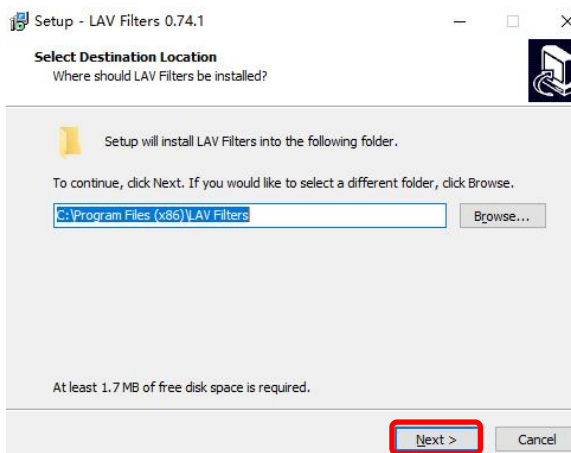 Setup - LAV Filters 0.74.1
Select Destination Location
Where should LAV Filters be installed?
Setup will install LAV Filters into the following folder.
To continue, click Next. If you would like to select a different folder, click Browse.
C:\Program Files (x86)\LAV Filters
Browse...
At least 1.7 MB of free disk space is required.
Next >
Cancel